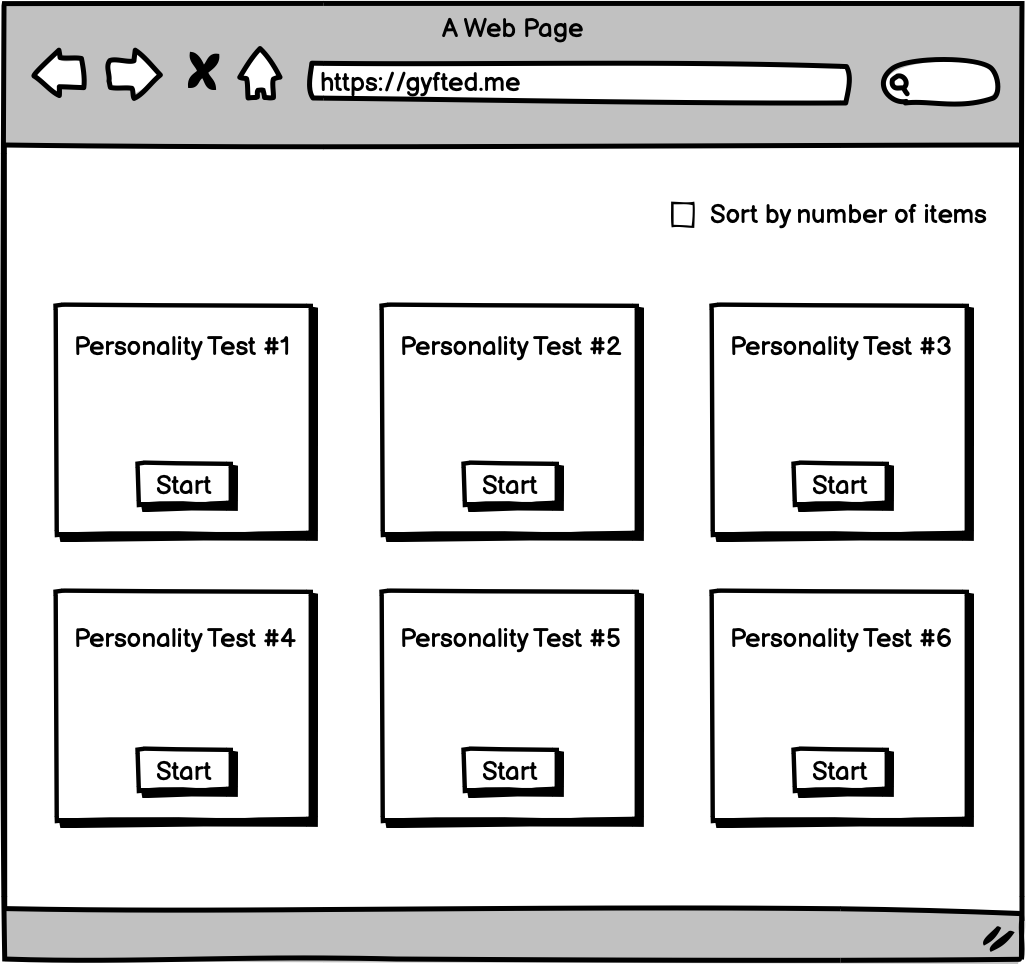 A Web Page
https://gyfted.me
Sort by number of items
Personality Test #1
Personality Test #2
Personality Test #3
Start
Start
Start
Personality Test #4
Personality Test #5
Personality Test #6
Start
Start
Start